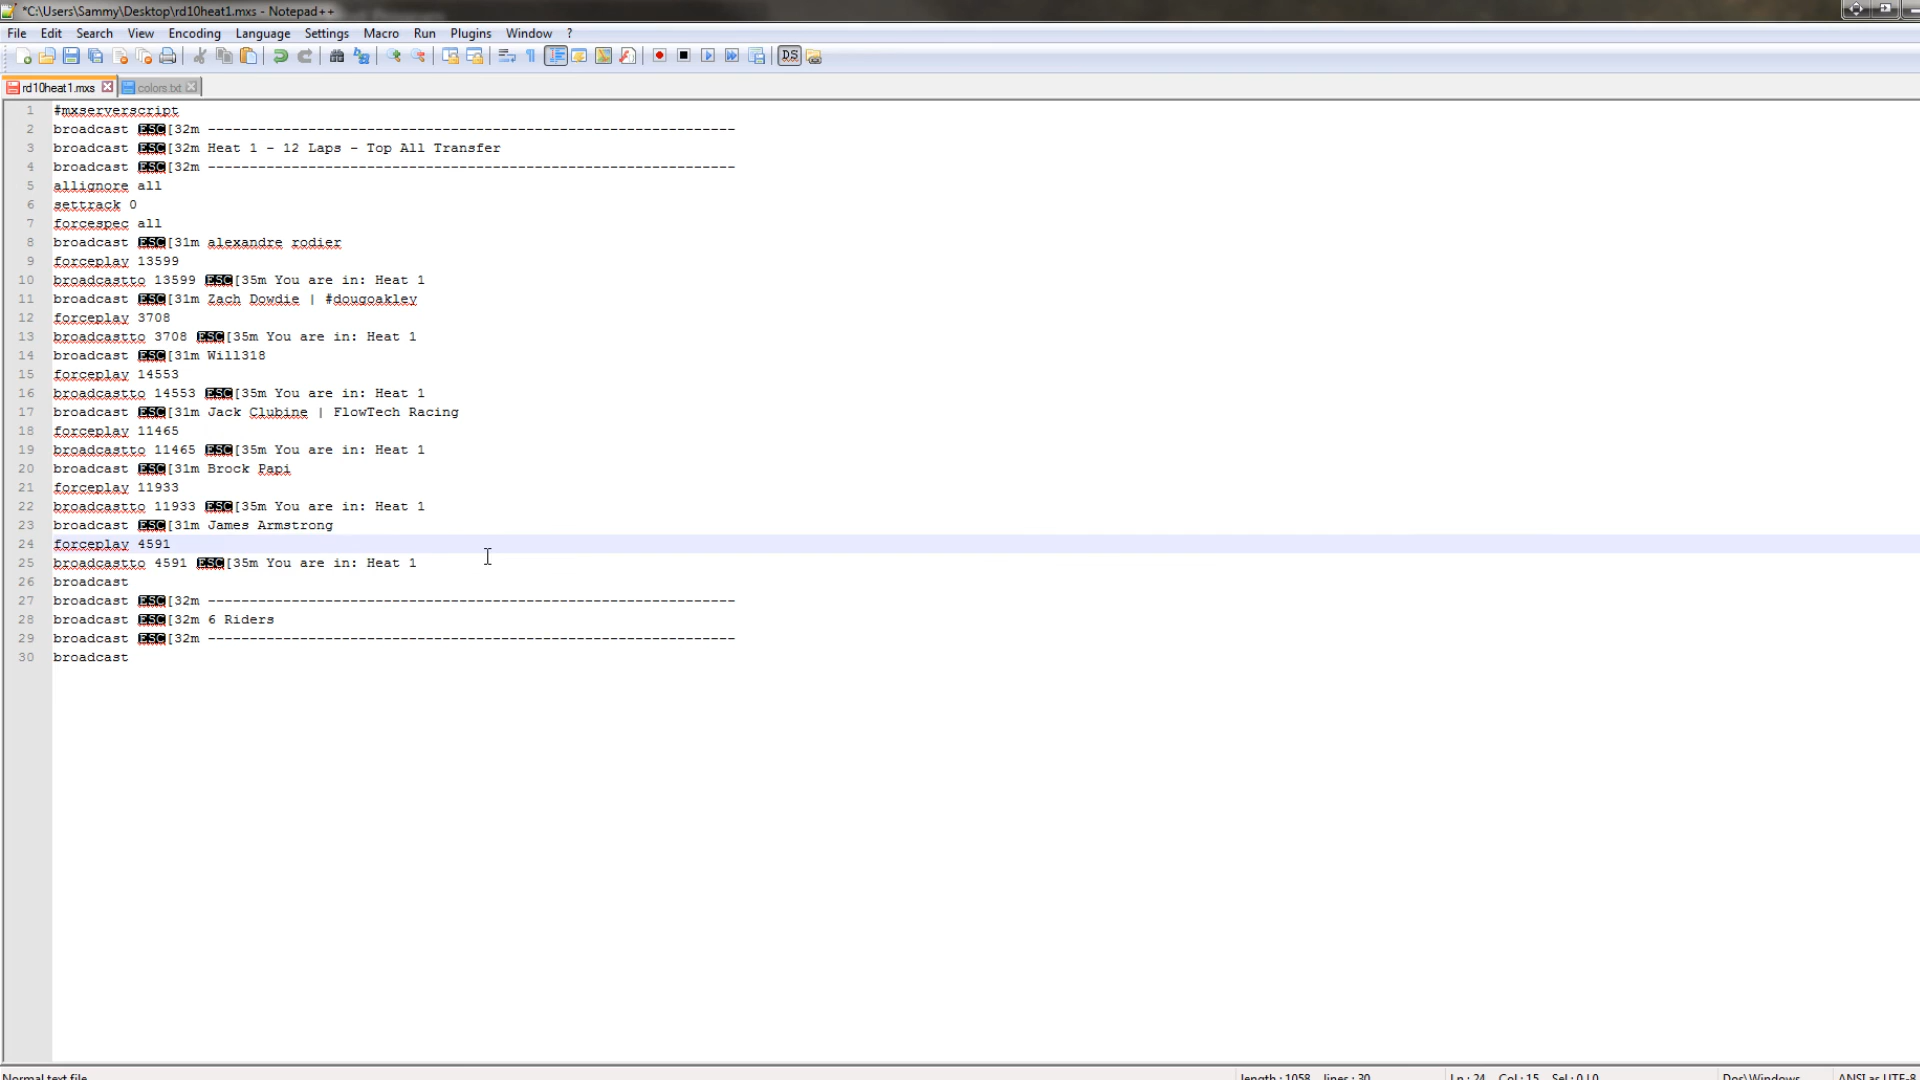 *C:\Users\Sammy\Desktop\rd10heat1.mxs - Notepad++
File Edit Search View Encoding Language Settings Macro Run Plugins Window ?
rd10heat1.mxs colors.txt
1 #mxserverscript
2 broadcast ESC[32m ---------------------------------------------------------------
3 broadcast ESC[32m Heat 1 - 12 Laps - Top All Transfer
4 broadcast ESC[32m ---------------------------------------------------------------
5 allignore all
6 settrack 0
7 forcespec all
8 broadcast ESC[31m alexandre rodier
9 forceplay 13599
10 broadcastto 13599 ESC[35m You are in: Heat 1
11 broadcast ESC[31m Zach Dowdie | #dougoakley
12 forceplay 3708
13 broadcastto 3708 ESC[35m You are in: Heat 1
14 broadcast ESC[31m Will318
15 forceplay 14553
16 broadcastto 14553 ESC[35m You are in: Heat 1
17 broadcast ESC[31m Jack Clubine | FlowTech Racing
18 forceplay 11465
19 broadcastto 11465 ESC[35m You are in: Heat 1
20 broadcast ESC[31m Brock Papi
21 forceplay 11933
22 broadcastto 11933 ESC[35m You are in: Heat 1
23 broadcast ESC[31m James Armstrong
24 forceplay 4591
25 broadcastto 4591 ESC[35m You are in: Heat 1
26 broadcast
27 broadcast ESC[32m ---------------------------------------------------------------
28 broadcast ESC[32m 6 Riders
29 broadcast ESC[32m ---------------------------------------------------------------
30 broadcast
Normal text file length : 1058 lines : 30 Ln : 24 Col : 15 Sel : 0 | 0 Dos\Windows ANSI as UTF-8